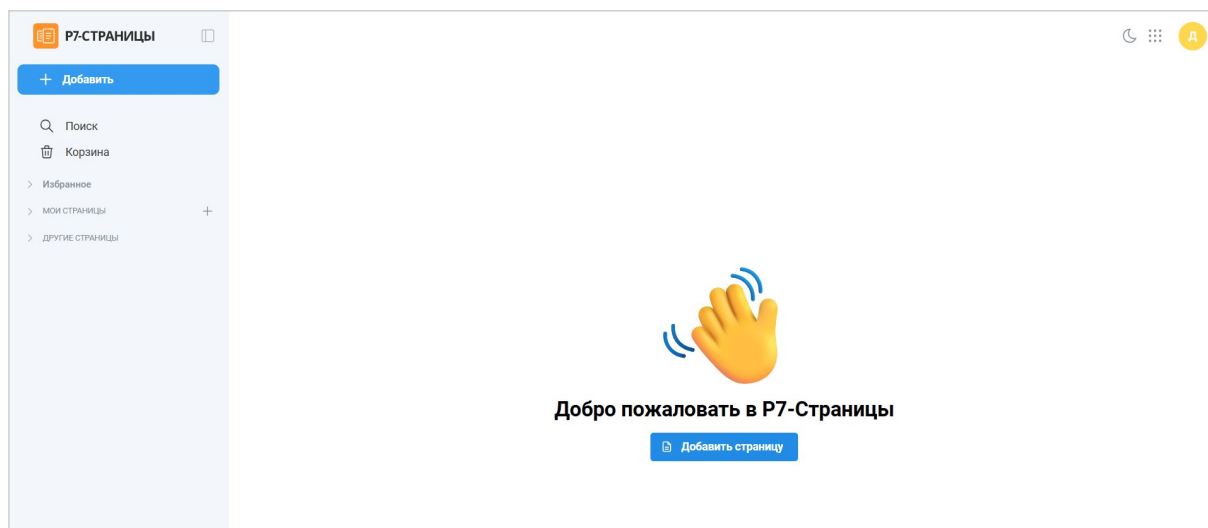 Р7-СТРАНИЦЫ
Д
Добавить
Поиск
Корзина
Избранное
МОИ СТРАНИЦЫ
ДРУГИЕ СТРАНИЦЫ
Добро пожаловать в Р7-Страницы
Добавить страницу